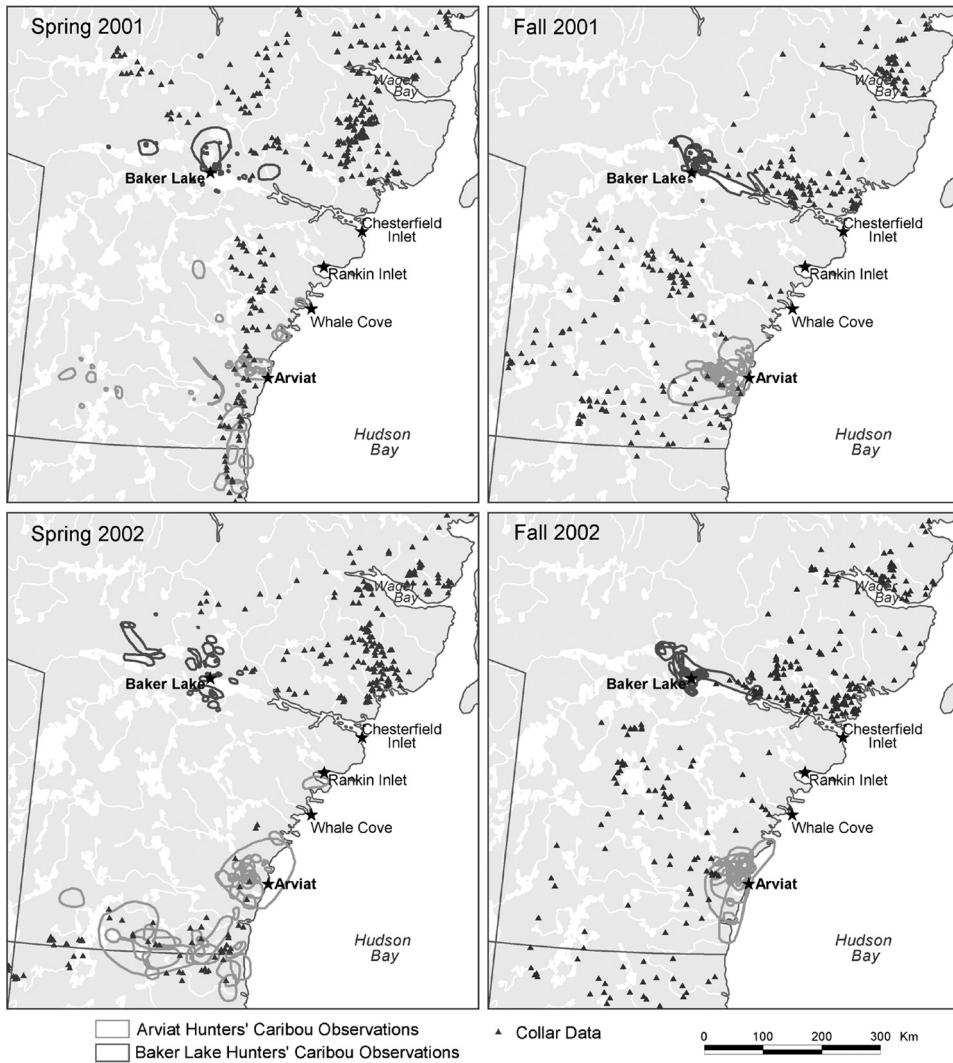 Spring 2001
Wager
Bay
Baker Lake
Chesterfield
Inlet
Rankin Inlet
Whale Cove
Arviat
Hudson
Bay
Fall 2001
Wager
Bay
Baker Lake
Chesterfield
Inlet
Rankin Inlet
Whale Cove
Arviat
Hudson
Bay
Spring 2002
Wager
Bay
Baker Lake
Chesterfield
Inlet
Rankin Inlet
Whale Cove
Arviat
Hudson
Bay
Fall 2002
Wager
Bay
Baker Lake
Chesterfield
Inlet
Rankin Inlet
Whale Cove
Arviat
Hudson
Bay
Arviat Hunters' Caribou Observations
Baker Lake Hunters' Caribou Observations
Collar Data
0 100 200 300 Km